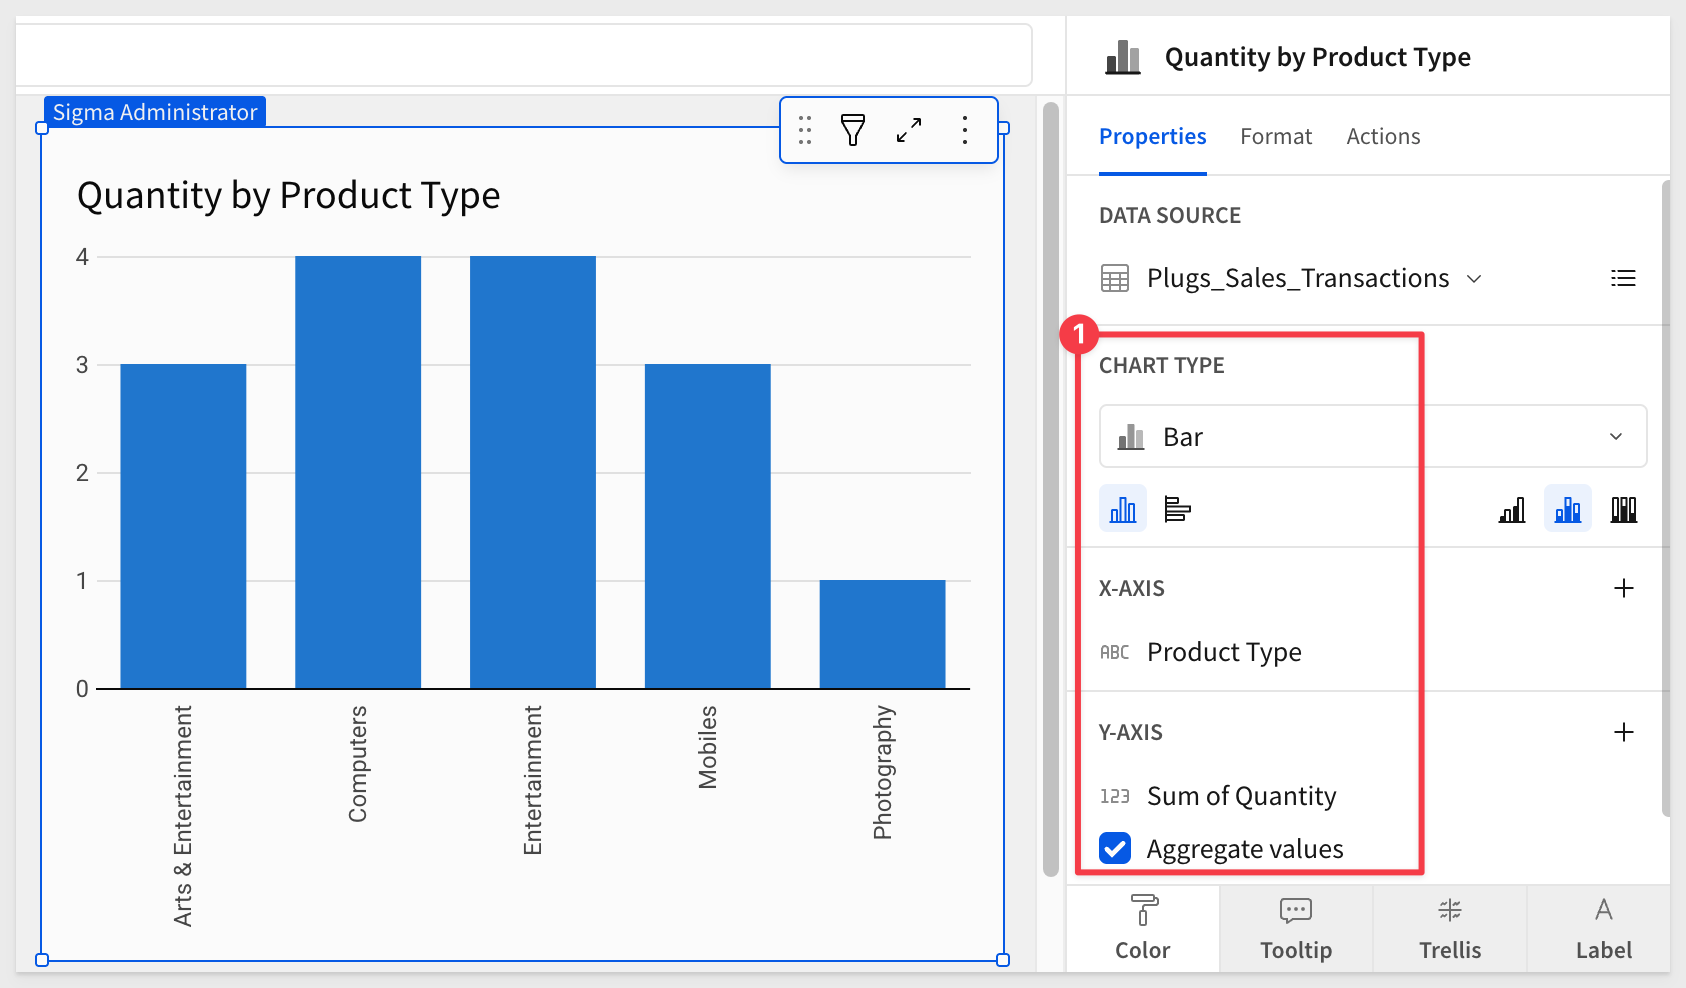 Sigma Administrator
Quantity by Product Type
4
3
2
1
0
Arts & Entertainment
Computers
Entertainment
Mobiles
Photography
Quantity by Product Type
Properties Format Actions
DATA SOURCE
Plugs_Sales_Transactions
1
CHART TYPE
Bar
X-AXIS
ABC Product Type
Y-AXIS
123 Sum of Quantity
Aggregate values
Color Tooltip Trellis A Label